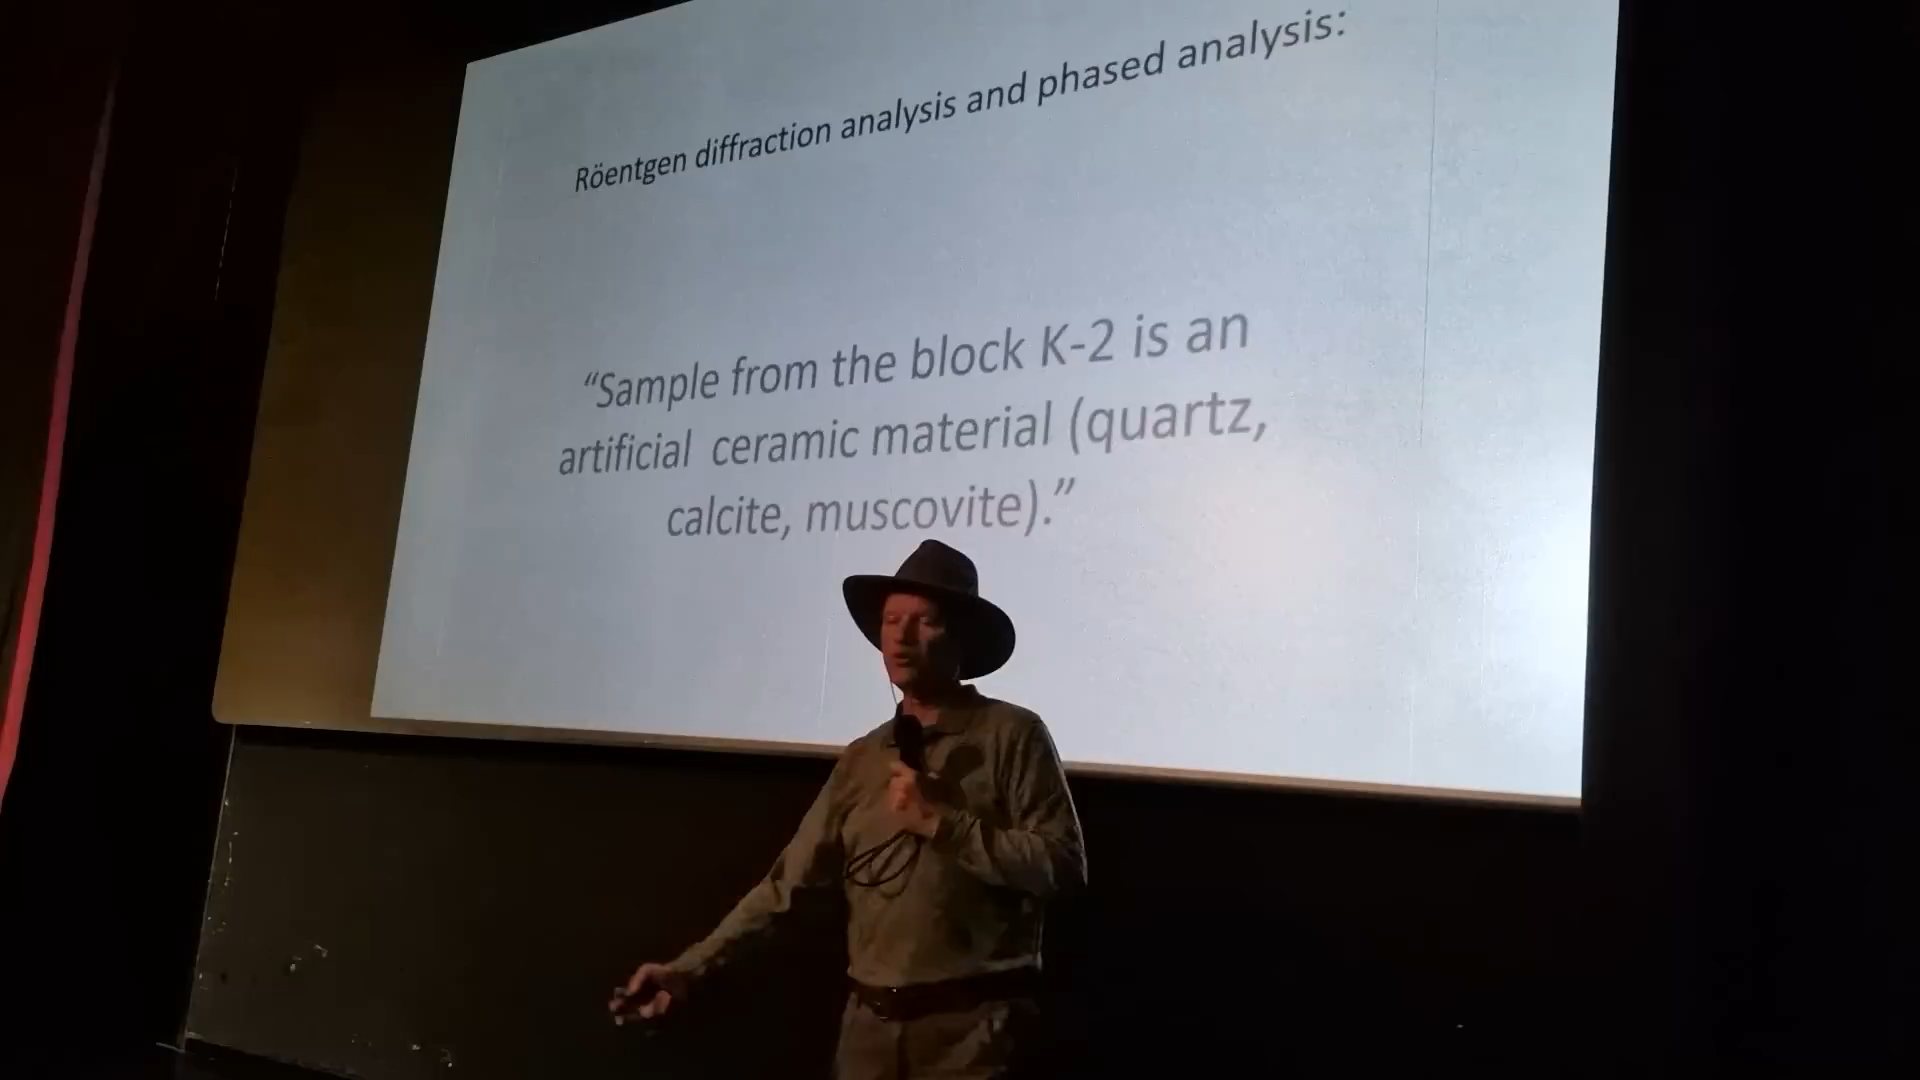 Röentgen diffraction analysis and phased analysis:
“Sample from the block K-2 is an
artificial ceramic material (quartz,
calcite, muscovite).”